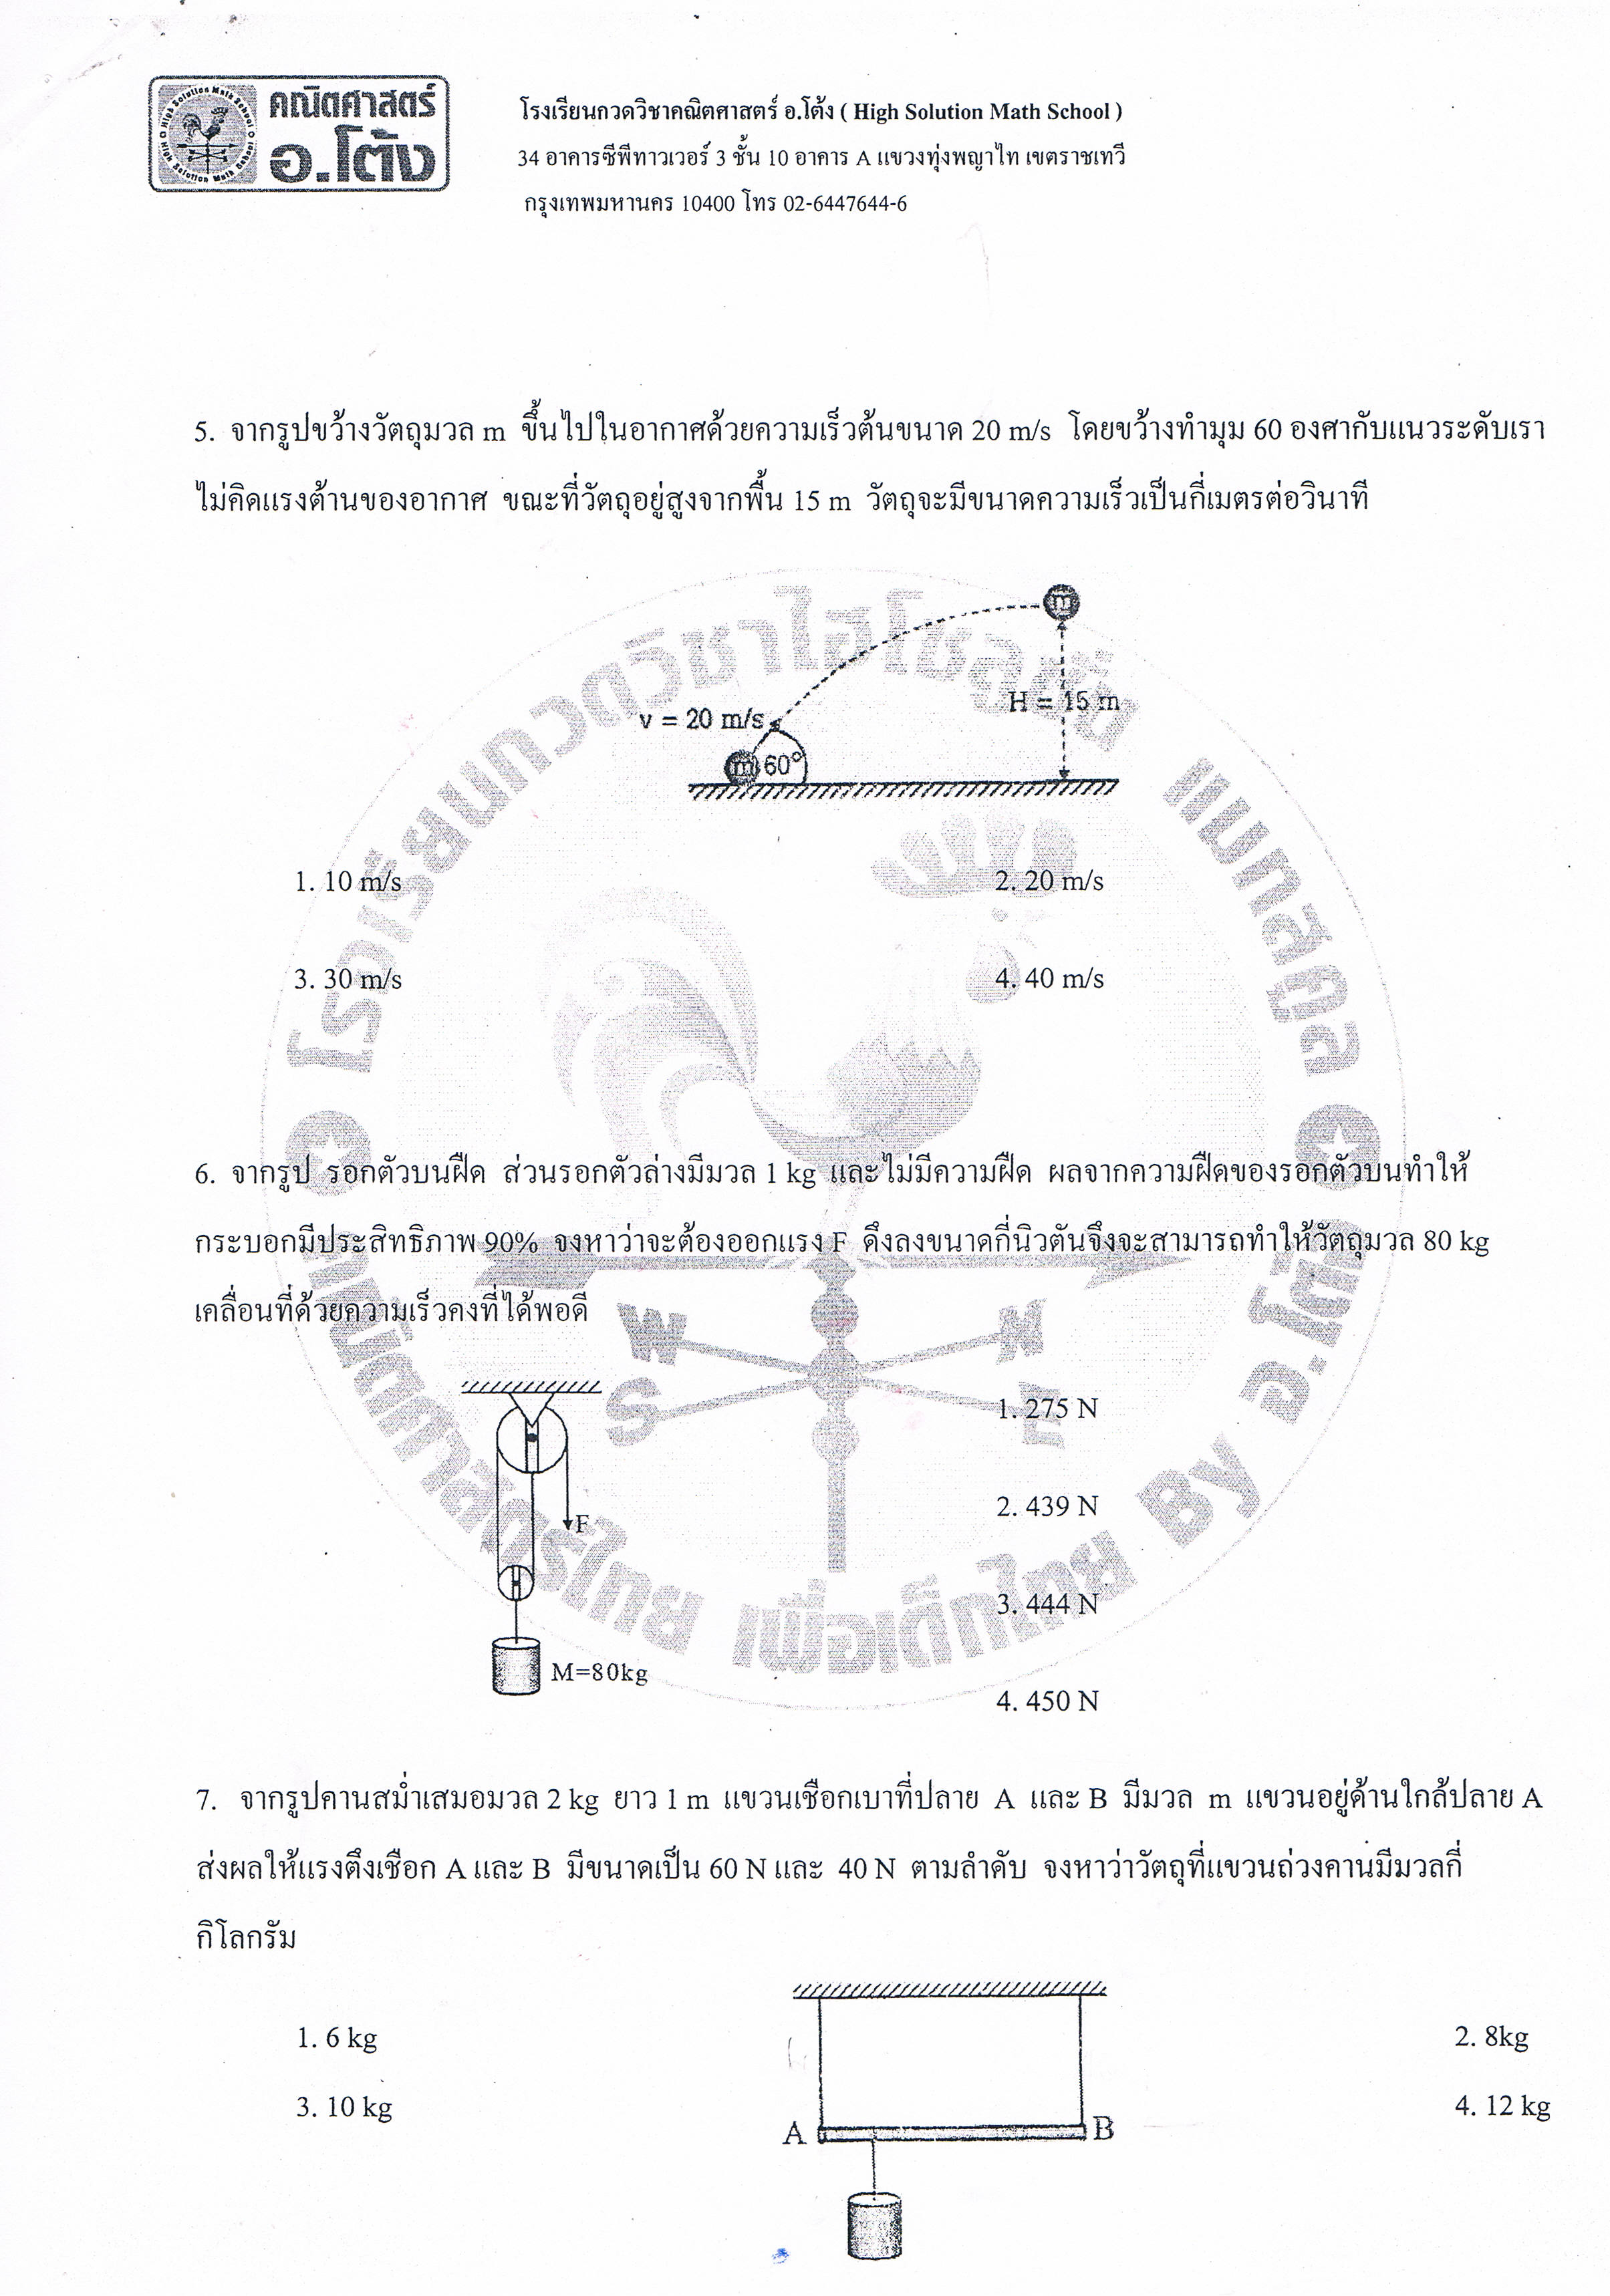 คณิตศาสตร์
อ.โต้ง
High Solution Math School
High Solution Math School
โรงเรียนกวดวิชาคณิตศาสตร์ อ.โต้ง ( High Solution Math School )
34 อาคารซีพีทาวเวอร์ 3 ชั้น 10 อาคาร A แขวงทุ่งพญาไท เขตราชเทวี
กรุงเทพมหานคร 10400 โทร 02-6447644-6
5. จากรูปขว้างวัตถุมวล m ขึ้นไปในอากาศด้วยความเร็วต้นขนาด 20 m/s โดยขว้างทำมุม 60 องศากับแนวระดับเรา
ไม่คิดแรงต้านของอากาศ ขณะที่วัตถุอยู่สูงจากพื้น 15 m วัตถุจะมีขนาดความเร็วเป็นกี่เมตรต่อวินาที
m
H = 15 m
v = 20 m/s
m 60°
1. 10 m/s
2. 20 m/s
3. 30 m/s
4. 40 m/s
6. จากรูป รอกตัวบนฝืด ส่วนรอกตัวล่างมีมวล 1 kg และไม่มีความฝืด ผลจากความฝืดของรอกตัวบนทำให้
กระบอกมีประสิทธิภาพ 90% จงหาว่าจะต้องออกแรง F ดึงลงขนาดกี่นิวตันจึงจะสามารถทำให้วัตถุมวล 80 kg
เคลื่อนที่ด้วยความเร็วคงที่ได้พอดี
F
M=80kg
1. 275 N
2. 439 N
3. 444 N
4. 450 N
7. จากรูปคานสม่ำเสมอมวล 2 kg ยาว 1 m แขวนเชือกเบาที่ปลาย A และ B มีมวล m แขวนอยู่ด้านใกล้ปลาย A
ส่งผลให้แรงตึงเชือก A และ B มีขนาดเป็น 60 N และ 40 N ตามลำดับ จงหาว่าวัตถุที่แขวนถ่วงคานมีมวลกี่
กิโลกรัม
1. 6 kg
2. 8kg
3. 10 kg
4. 12 kg
A
B
โรงเรียนกวดวิชาไฮโซลูชั่น แมทสกูล
คณิตศาสตร์ไทย เพื่อเด็กไทย By อ.โต้ง
W
N
S
E